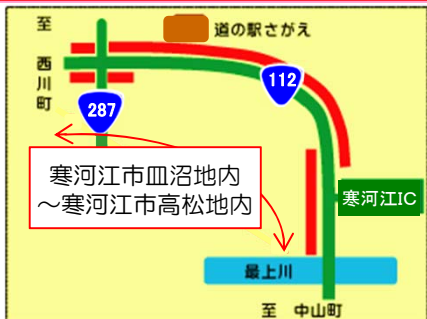 至
西
川
町
道の駅さがえ
112
287
寒河江市皿沼地内
～寒河江市高松地内
寒河江IC
最上川
至 中山町